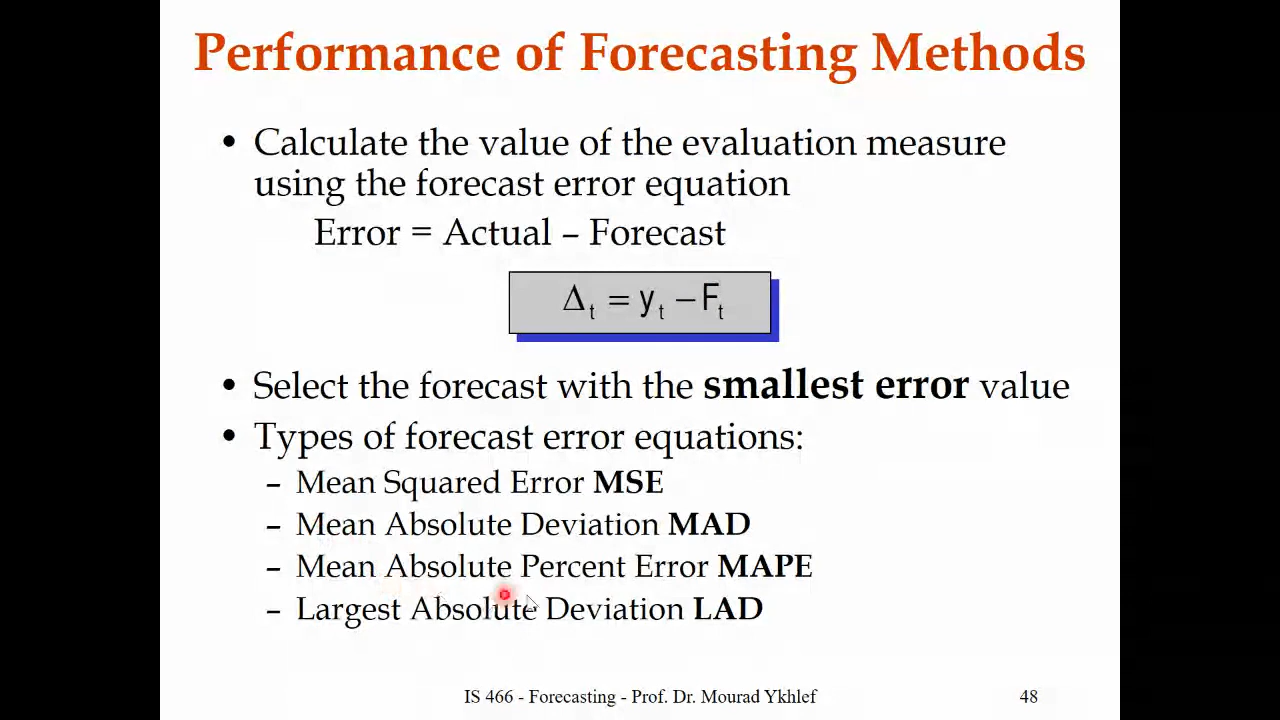 Performance of Forecasting Methods
• Calculate the value of the evaluation measure
using the forecast error equation
Error = Actual – Forecast
Δt = yt − Ft
• Select the forecast with the smallest error value
• Types of forecast error equations:
– Mean Squared Error MSE
– Mean Absolute Deviation MAD
– Mean Absolute Percent Error MAPE
– Largest Absolute Deviation LAD
IS 466 - Forecasting - Prof. Dr. Mourad Ykhlef
48